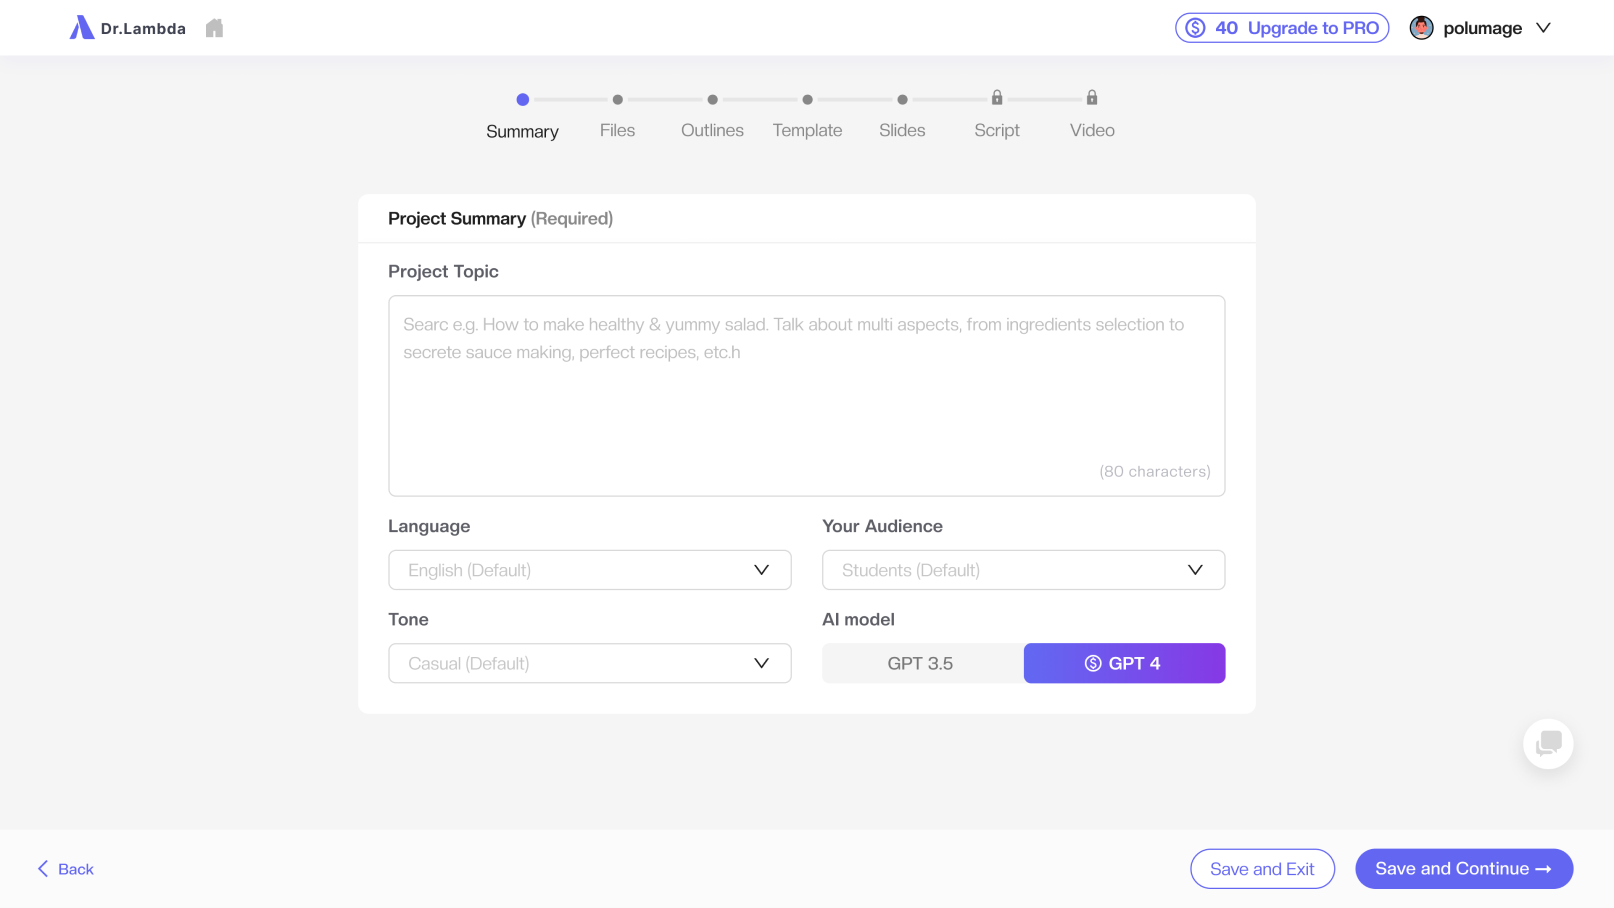 Dr.Lambda
40 Upgrade to PRO
polumage
Summary
Files
Outlines
Template
Slides
Script
Video
Project Summary (Required)
Project Topic
Searc e.g. How to make healthy & yummy salad. Talk about multi aspects, from ingredients selection to
secrete sauce making, perfect recipes, etc.h
(80 characters)
Language
Your Audience
English (Default)
Students (Default)
Tone
AI model
Casual (Default)
GPT 3.5
GPT 4
Back
Save and Exit
Save and Continue →